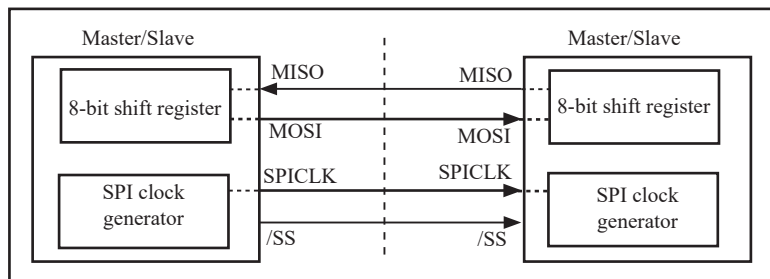 Master/Slave
Master/Slave
MISO
MISO
8-bit shift register
8-bit shift register
MOSI
MOSI
SPICLK
SPICLK
SPI clock
generator
SPI clock
generator
/SS
/SS